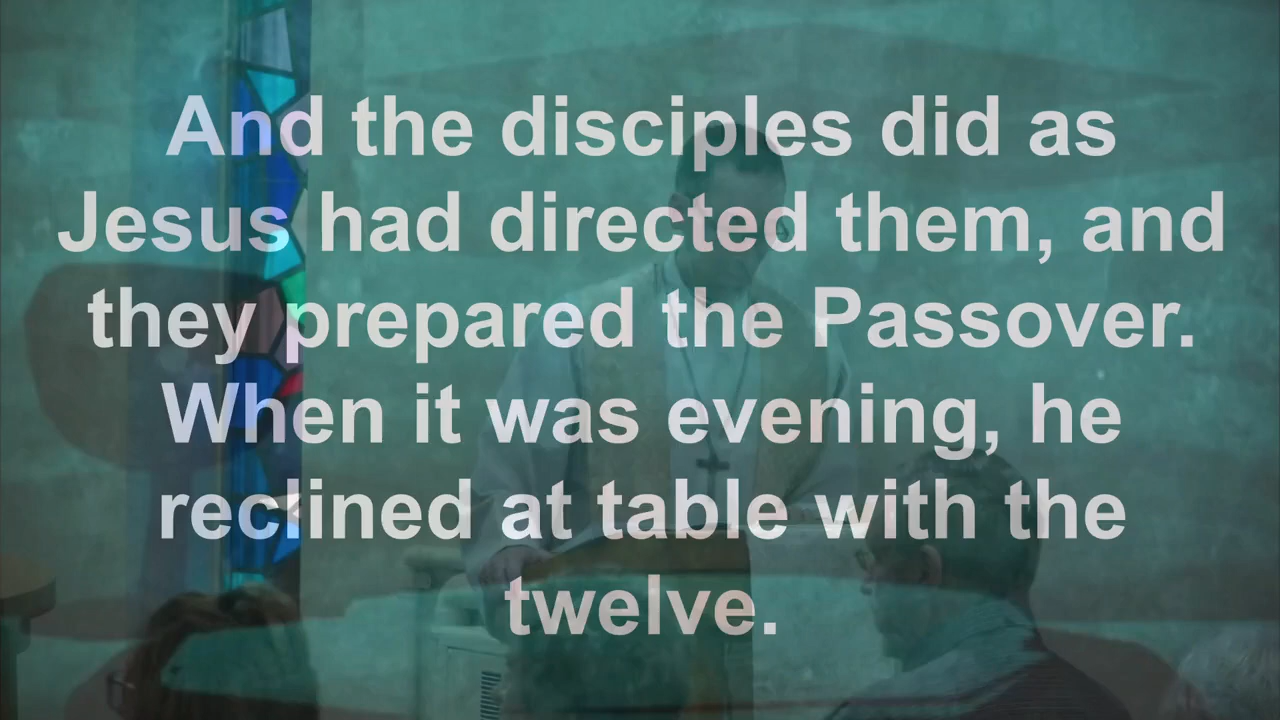 And the disciples did as
Jesus had directed them, and
they prepared the Passover.
When it was evening, he
reclined at table with the
twelve.